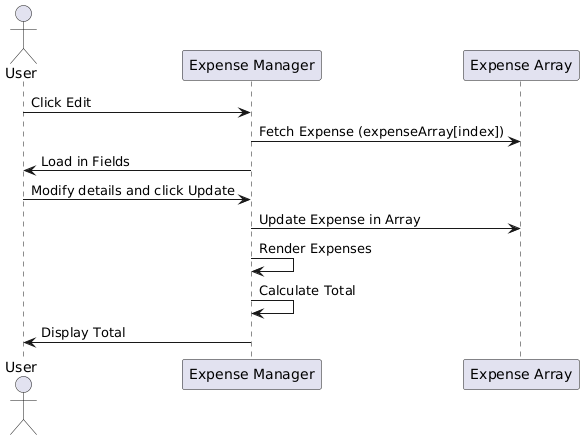 User
Expense Manager
Expense Array
Click Edit
Fetch Expense (expenseArray[index])
Load in Fields
Modify details and click Update
Update Expense in Array
Render Expenses
Calculate Total
Display Total
User
Expense Manager
Expense Array